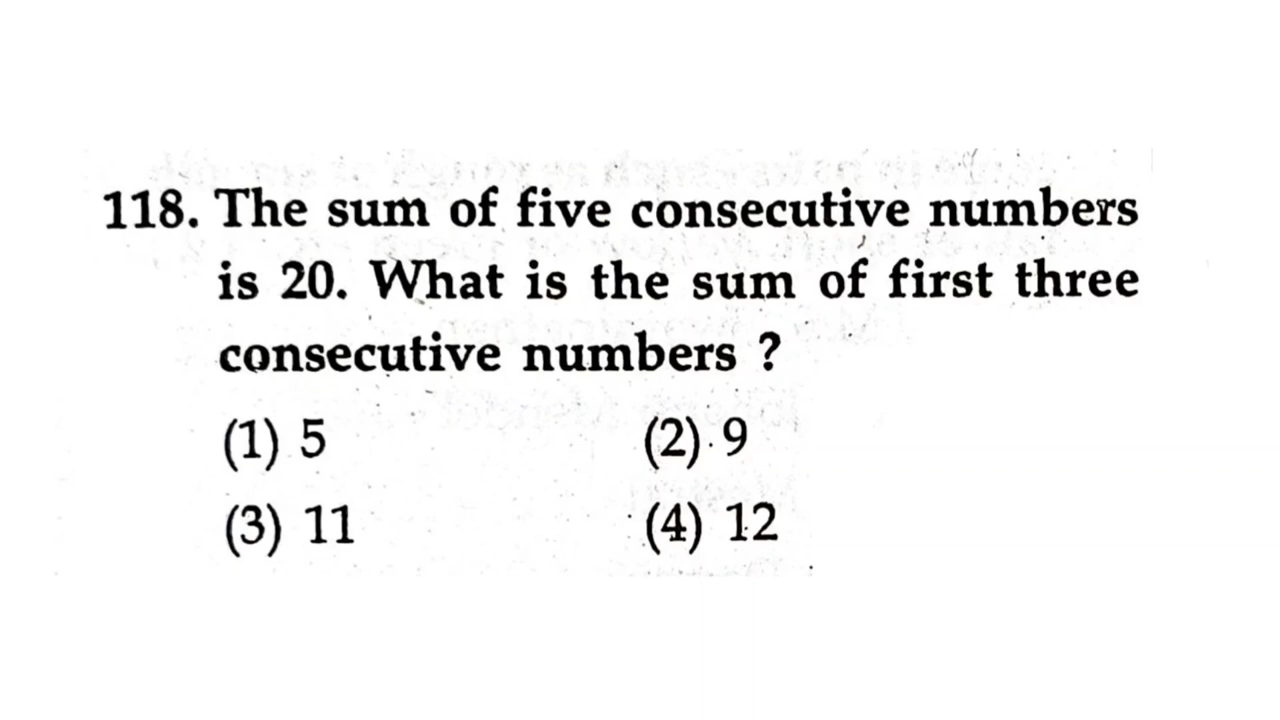 118. The sum of five consecutive numbers
is 20. What is the sum of first three
consecutive numbers ?
(1) 5 (2) 9
(3) 11 (4) 12